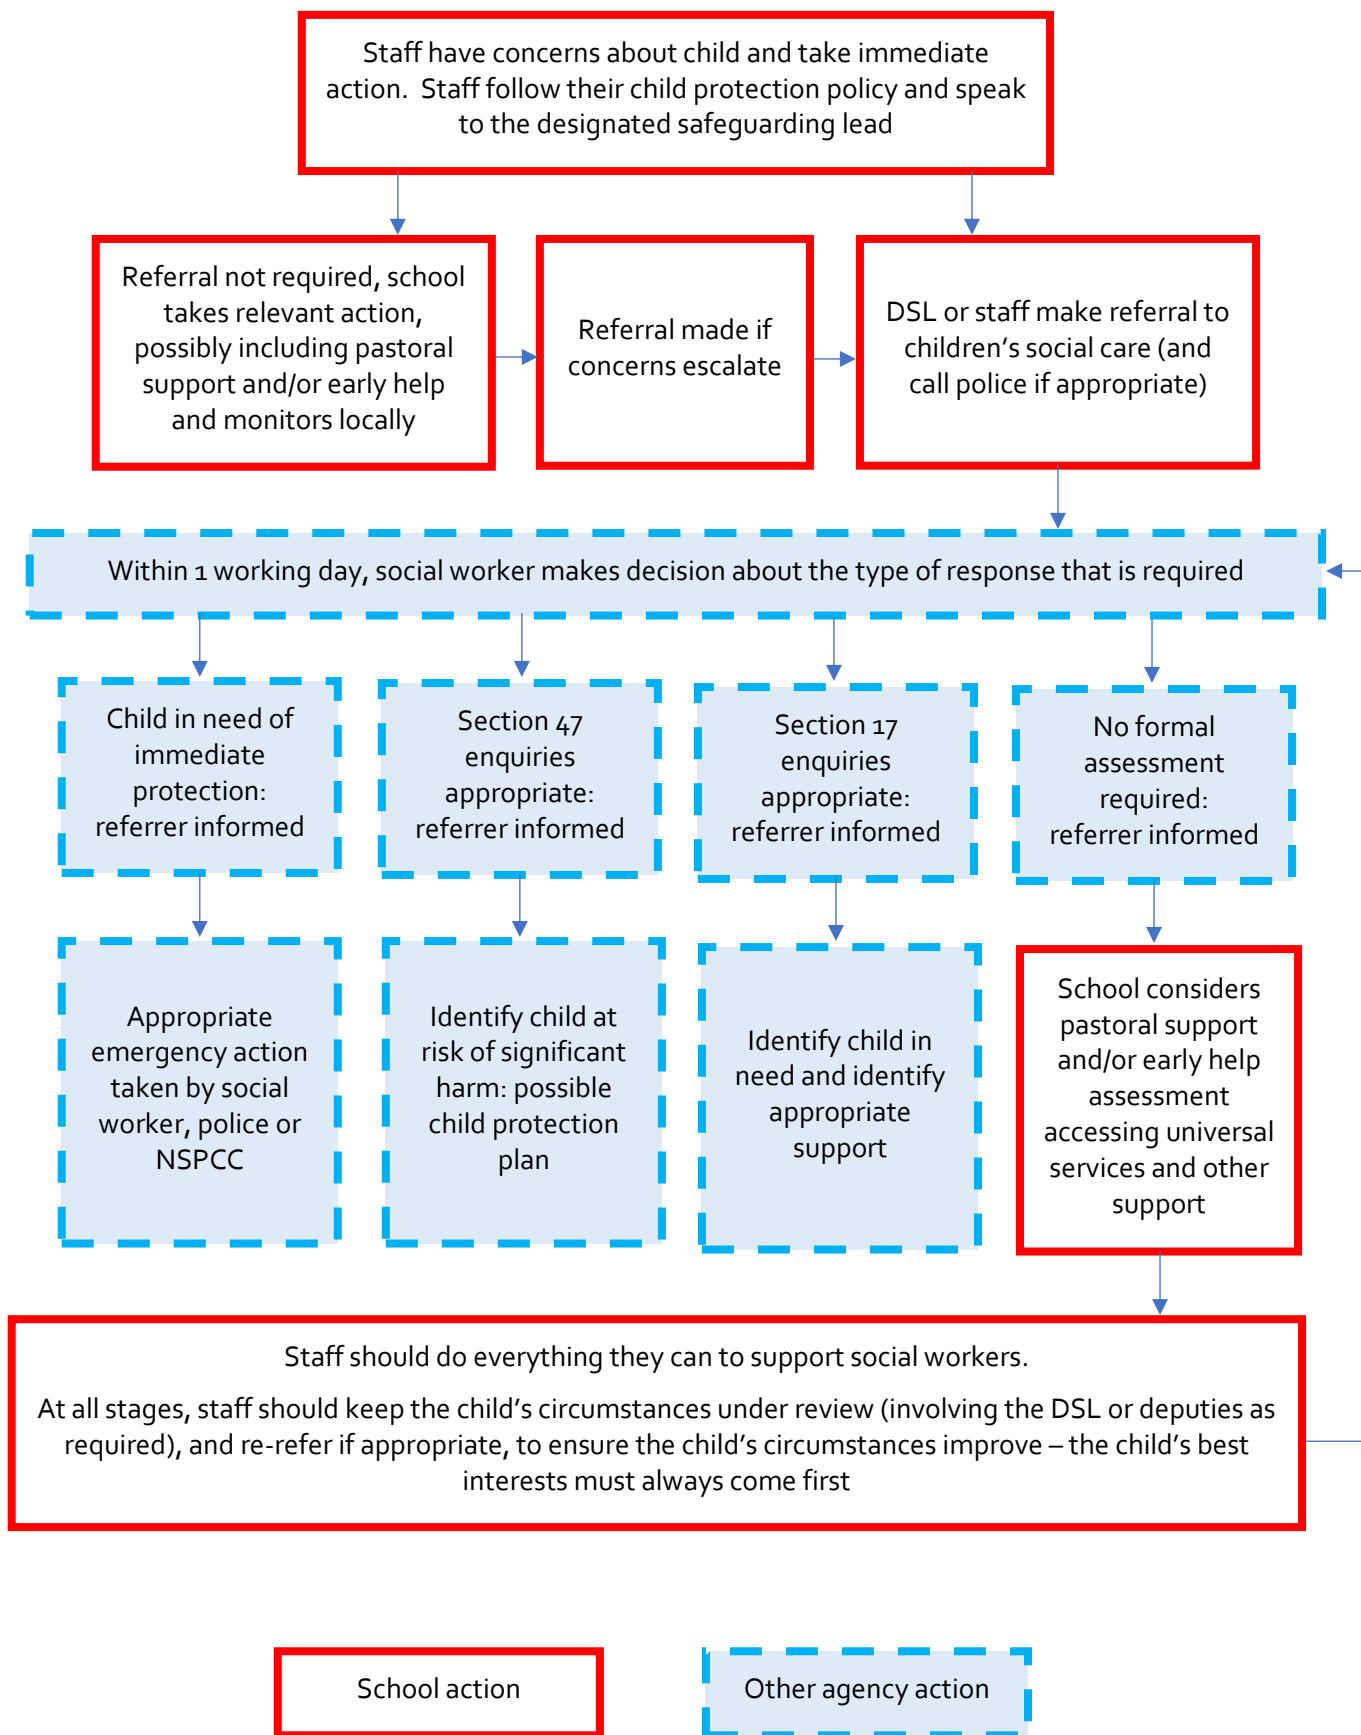 Staff have concerns about child and take immediate
action.  Staff follow their child protection policy and speak
to the designated safeguarding lead
Referral not required, school
takes relevant action,
possibly including pastoral
support and/or early help
and monitors locally
Referral made if
concerns escalate
DSL or staff make referral to
children’s social care (and
call police if appropriate)
Within 1 working day, social worker makes decision about the type of response that is required
Child in need of
immediate
protection:
referrer informed
Section 47
enquiries
appropriate:
referrer informed
Section 17
enquiries
appropriate:
referrer informed
No formal
assessment
required:
referrer informed
Appropriate
emergency action
taken by social
worker, police or
NSPCC
Identify child at
risk of significant
harm: possible
child protection
plan
Identify child in
need and identify
appropriate
support
School considers
pastoral support
and/or early help
assessment
accessing universal
services and other
support
Staff should do everything they can to support social workers.
At all stages, staff should keep the child’s circumstances under review (involving the DSL or deputies as
required), and re-refer if appropriate, to ensure the child’s circumstances improve – the child’s best
interests must always come first
School action
Other agency action